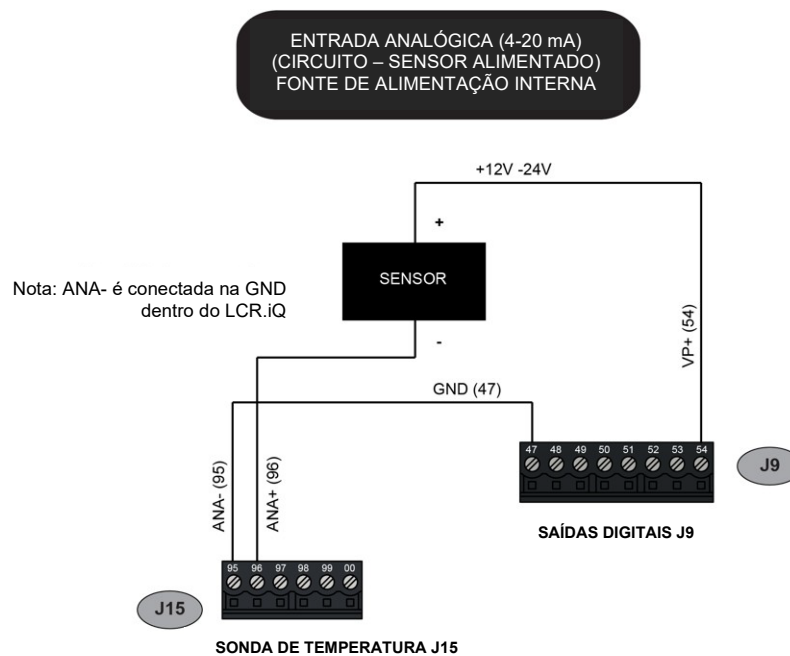 ENTRADA ANALÓGICA (4-20 mA)
(CIRCUITO – SENSOR ALIMENTADO)
FONTE DE ALIMENTAÇÃO INTERNA
+12V -24V
+
SENSOR
Nota: ANA- é conectada na GND
dentro do LCR.iQ
-
VP+ (54)
GND (47)
47 48 49 50 51 52 53 54
J9
SAÍDAS DIGITAIS J9
ANA- (95)
ANA+ (96)
95 96 97 98 99 00
J15
SONDA DE TEMPERATURA J15